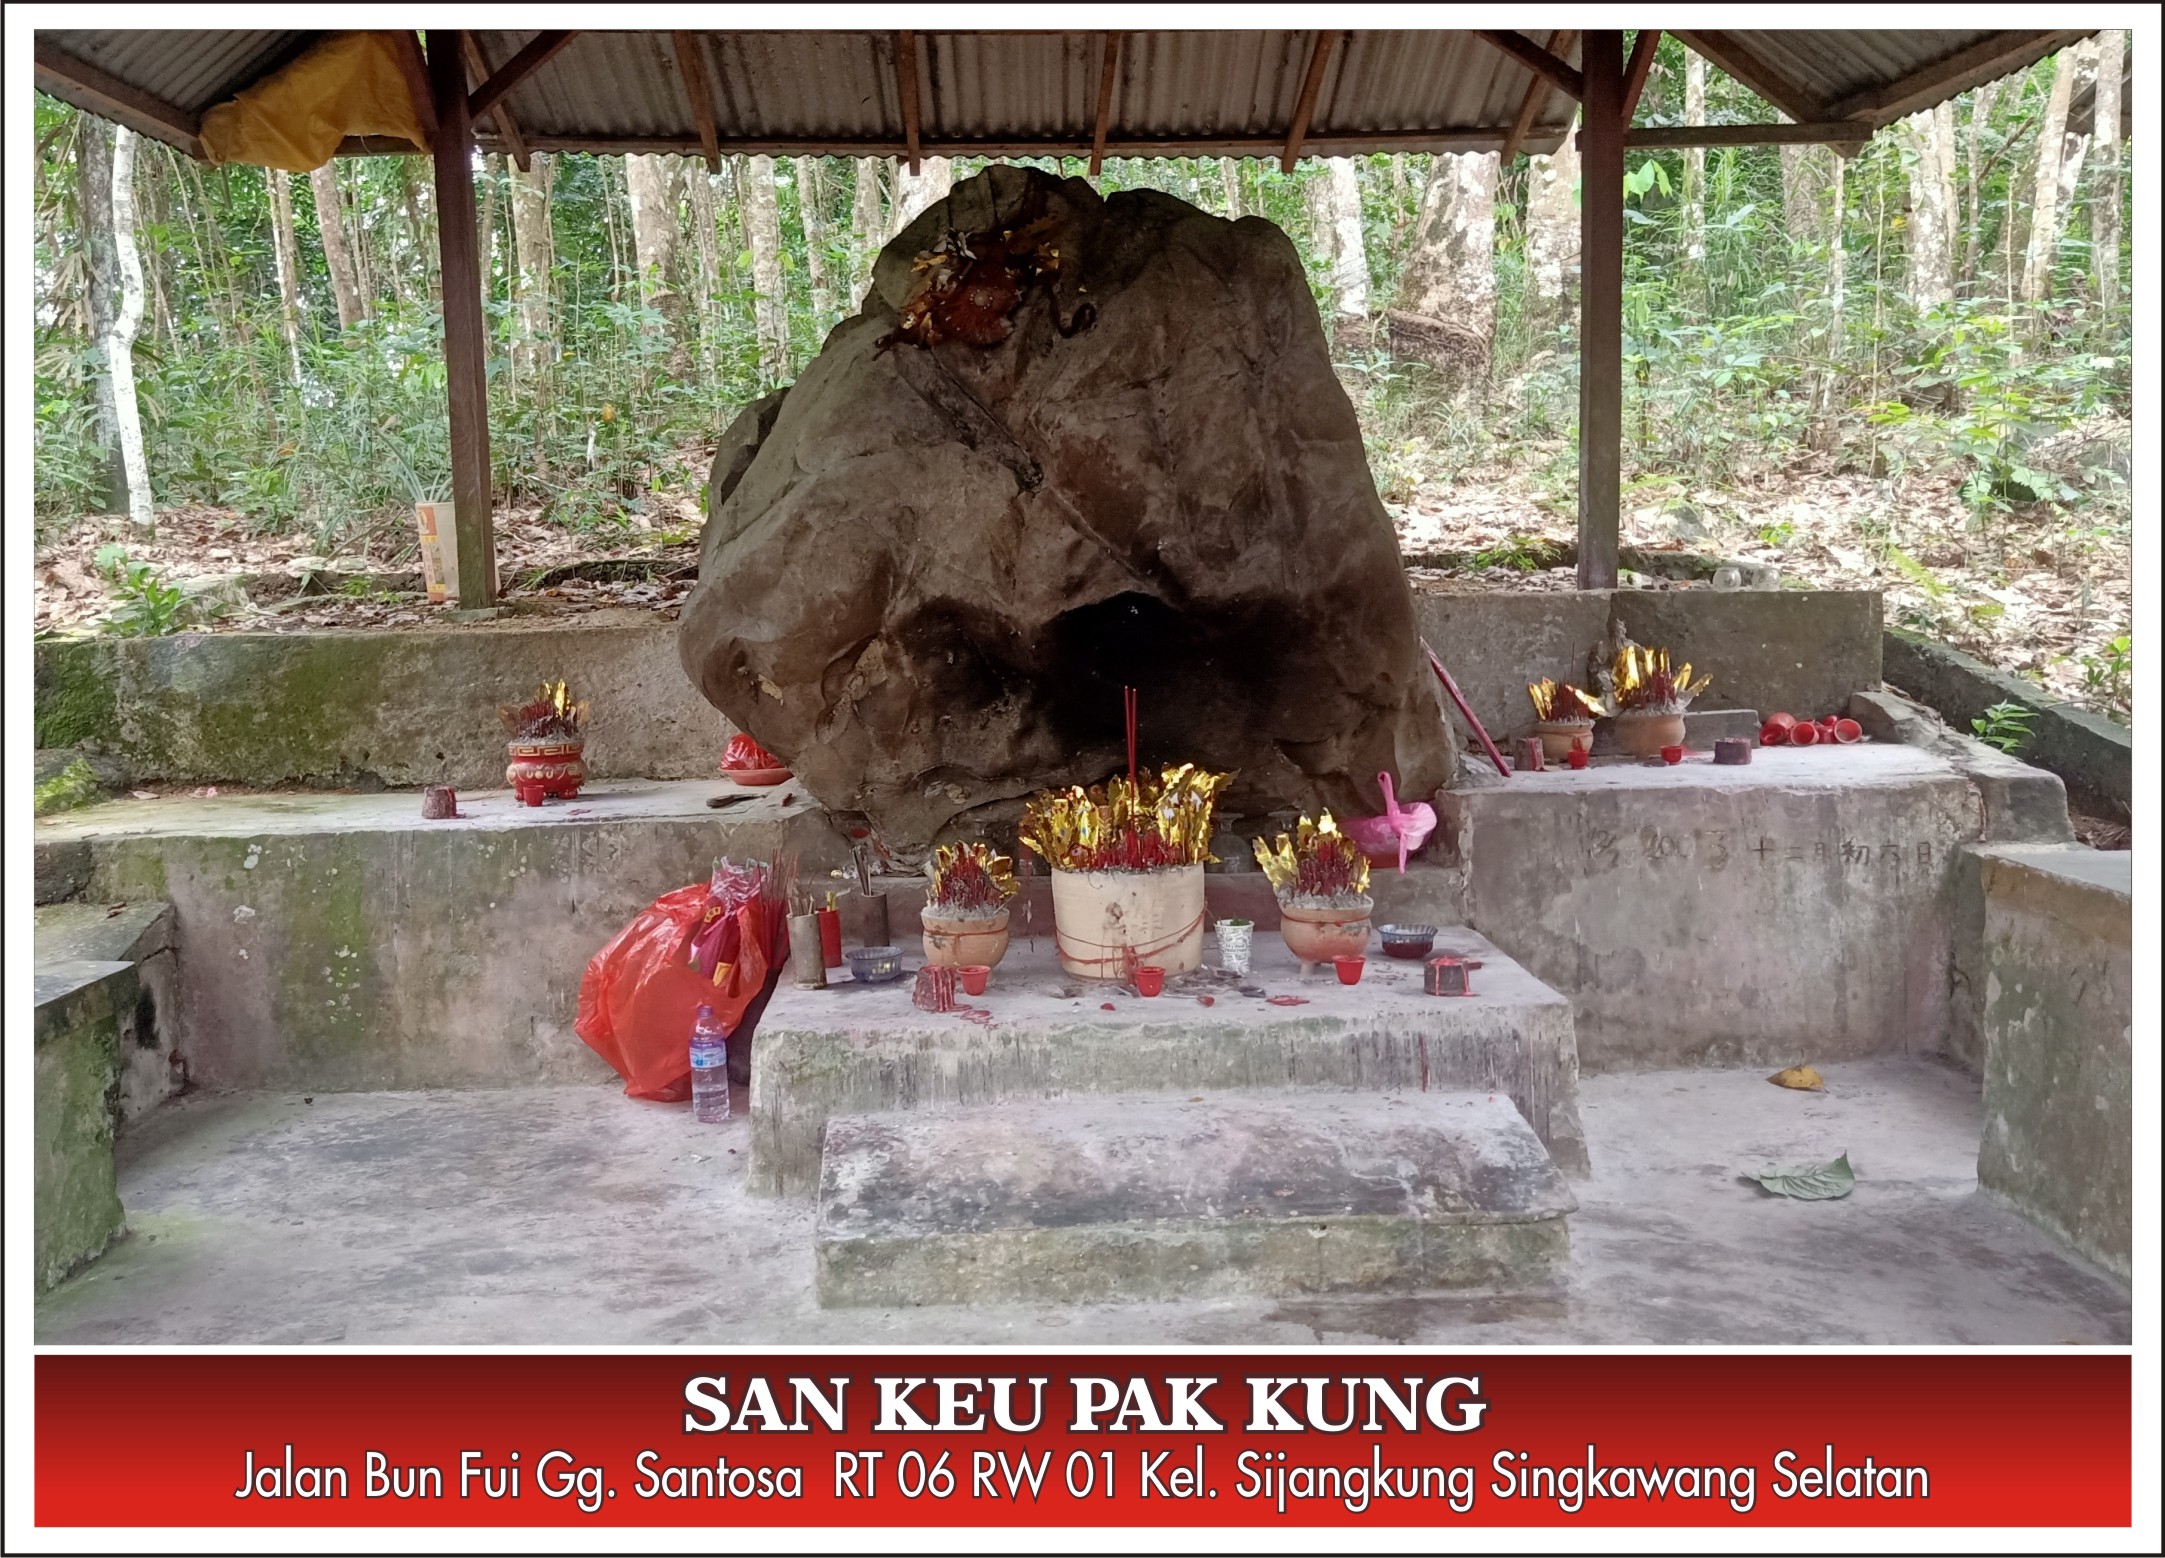 2003 十二月初六日
SAN KEU PAK KUNG
Jalan Bun Fui Gg. Santosa RT 06 RW 01 Kel. Sijangkung Singkawang Selatan